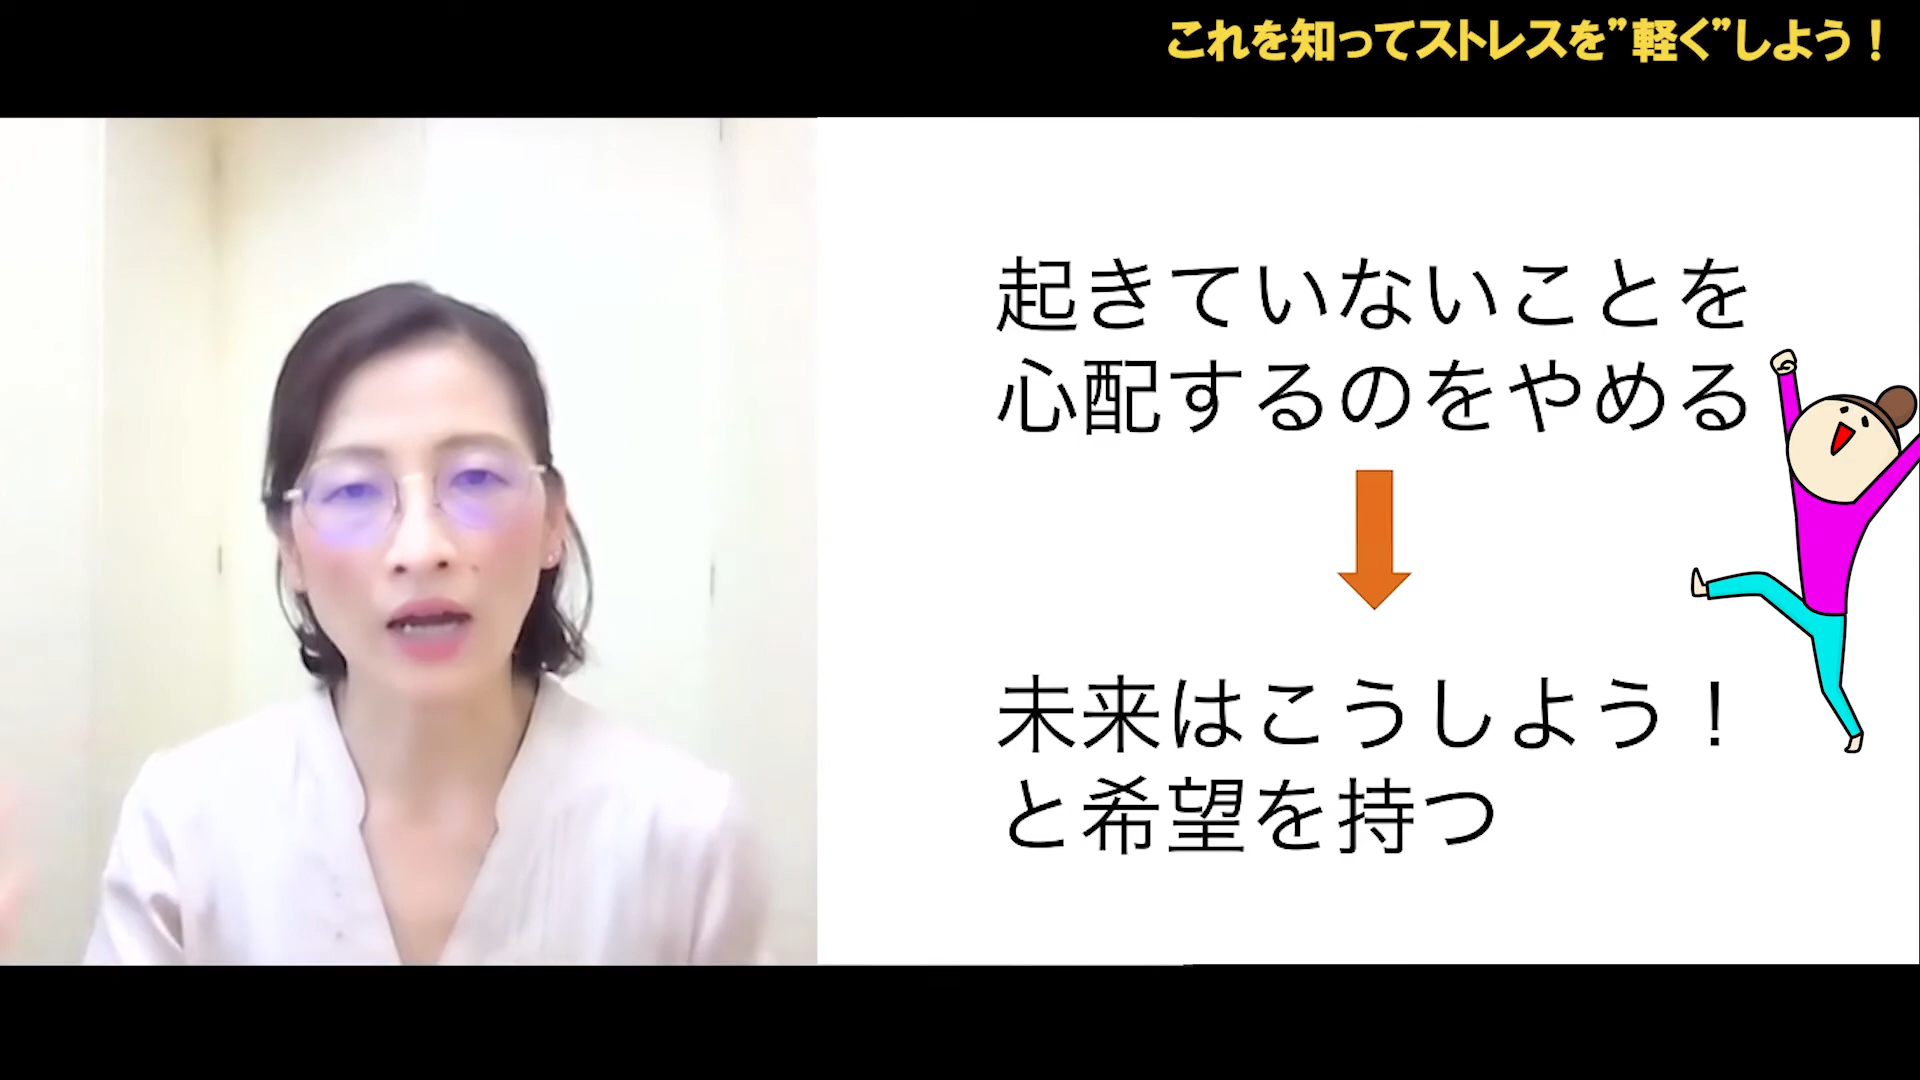 これを知ってストレスを”軽く”しよう！
起きていないことを
心配するのをやめる
未来はこうしよう！
と希望を持つ